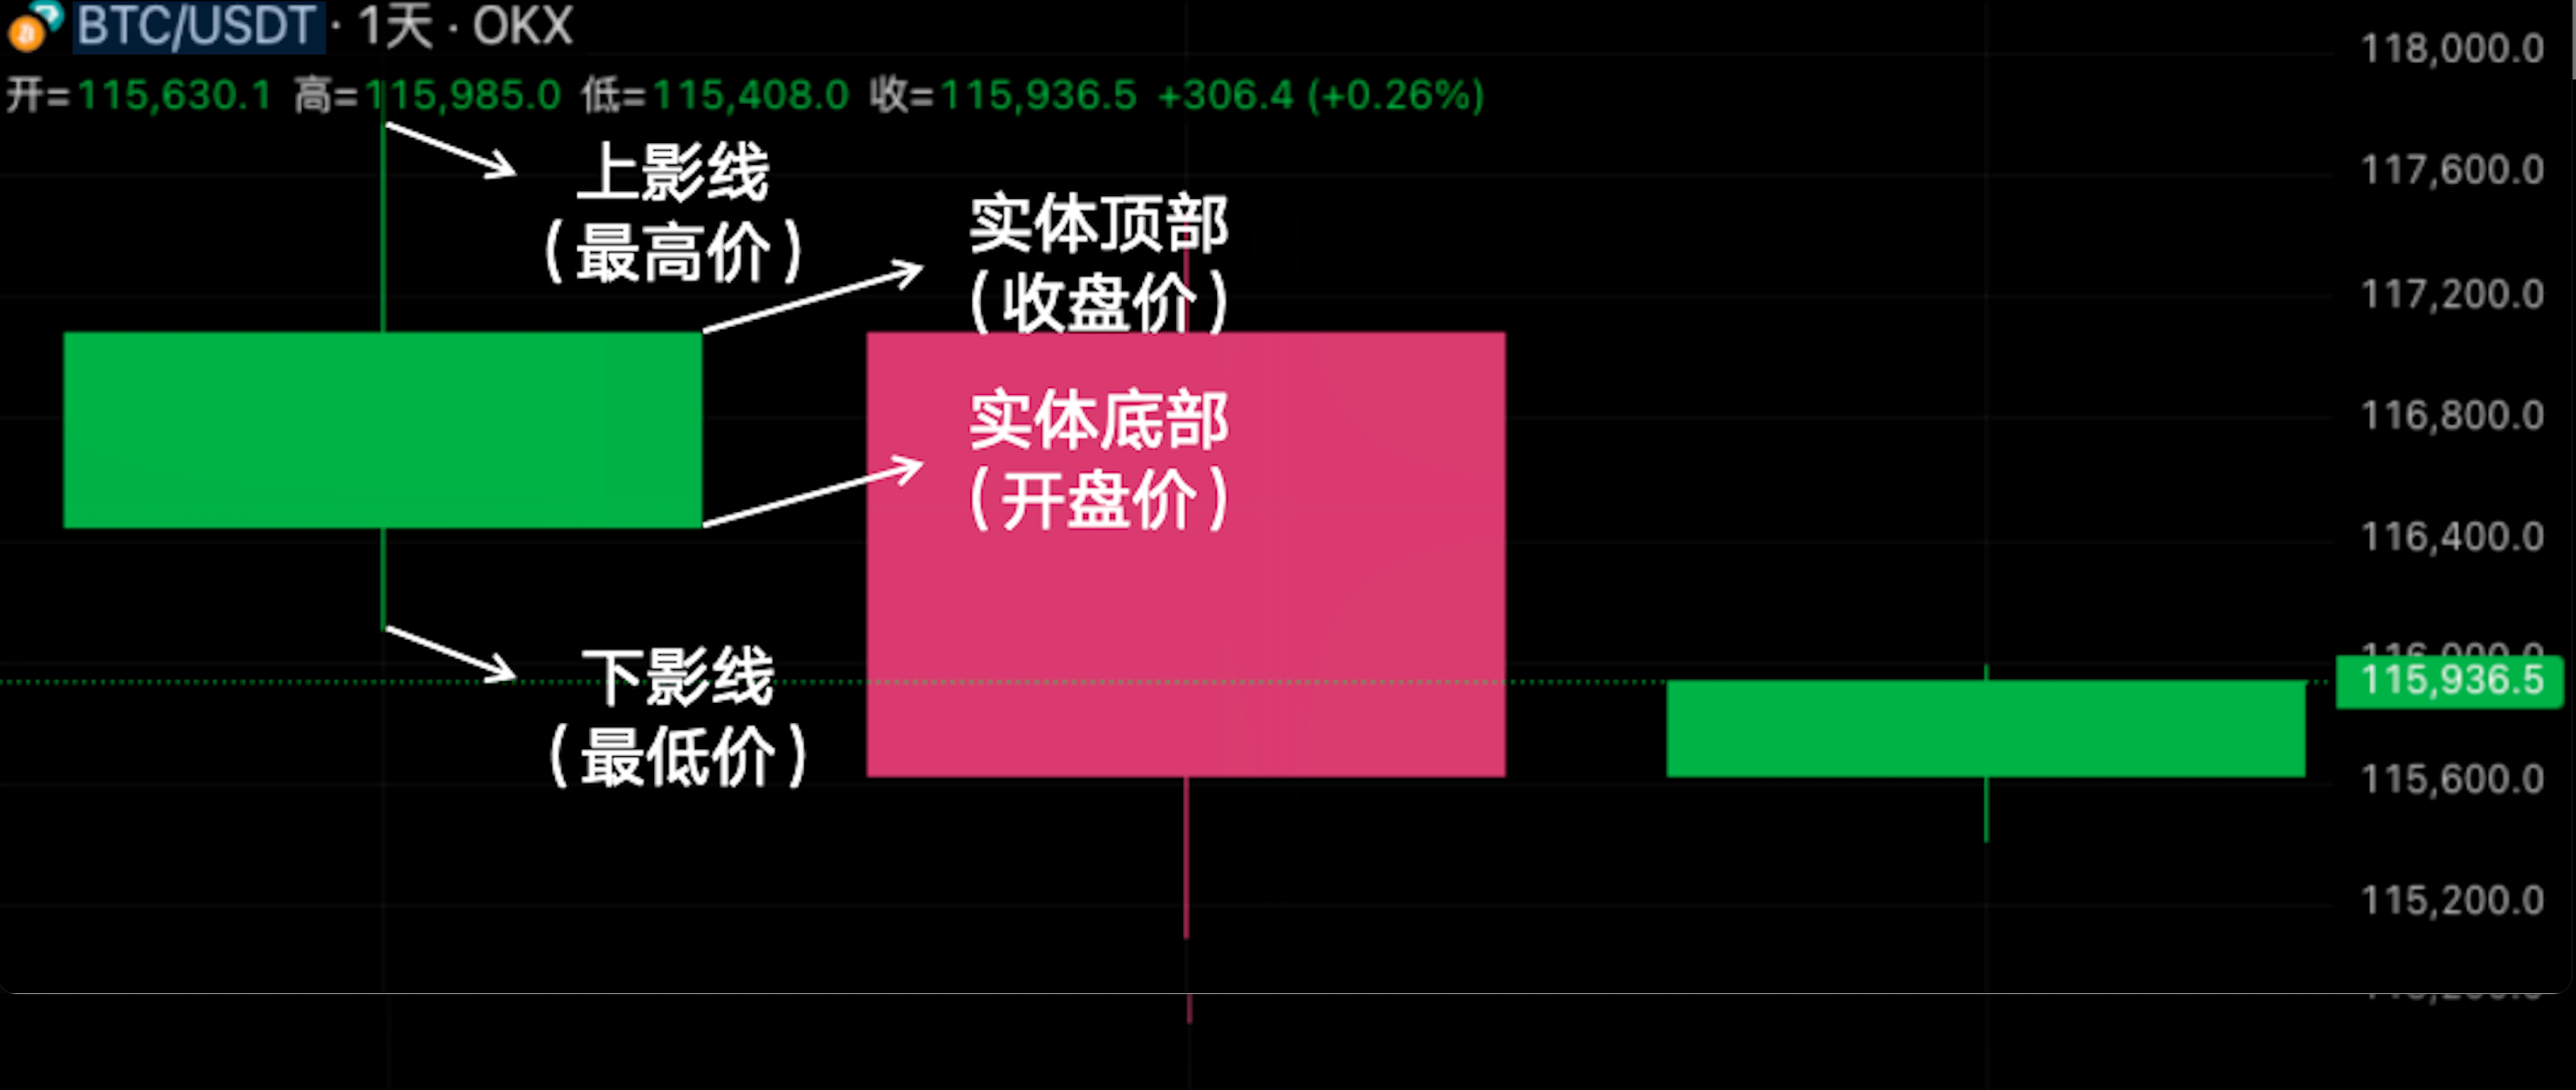 BTC/USDT · 1天 · OKX
开=115,630.1 高=115,985.0 低=115,408.0 收=115,936.5 +306.4 (+0.26%)
上影线
(最高价)
实体顶部
(收盘价)
实体底部
(开盘价)
下影线
(最低价)
118,000.0
117,600.0
117,200.0
116,800.0
116,400.0
116,000.0
115,936.5
115,600.0
115,200.0